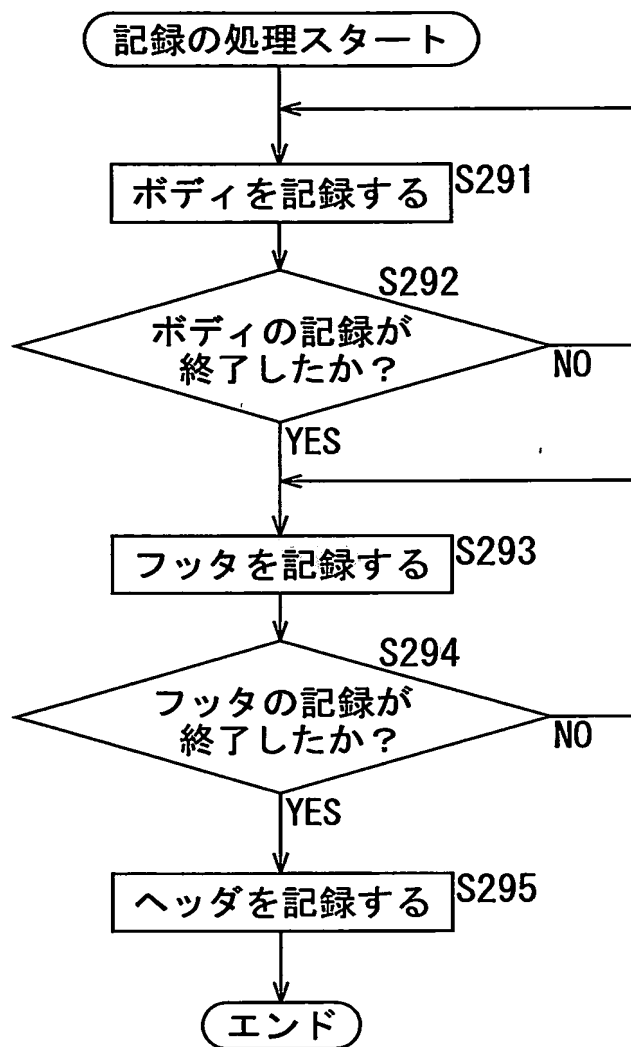 記録の処理スタート
ボディを記録する
S291
S292
ボディの記録が
終了したか？
NO
YES
フッタを記録する
S293
S294
フッタの記録が
終了したか？
NO
YES
ヘッダを記録する
S295
エンド